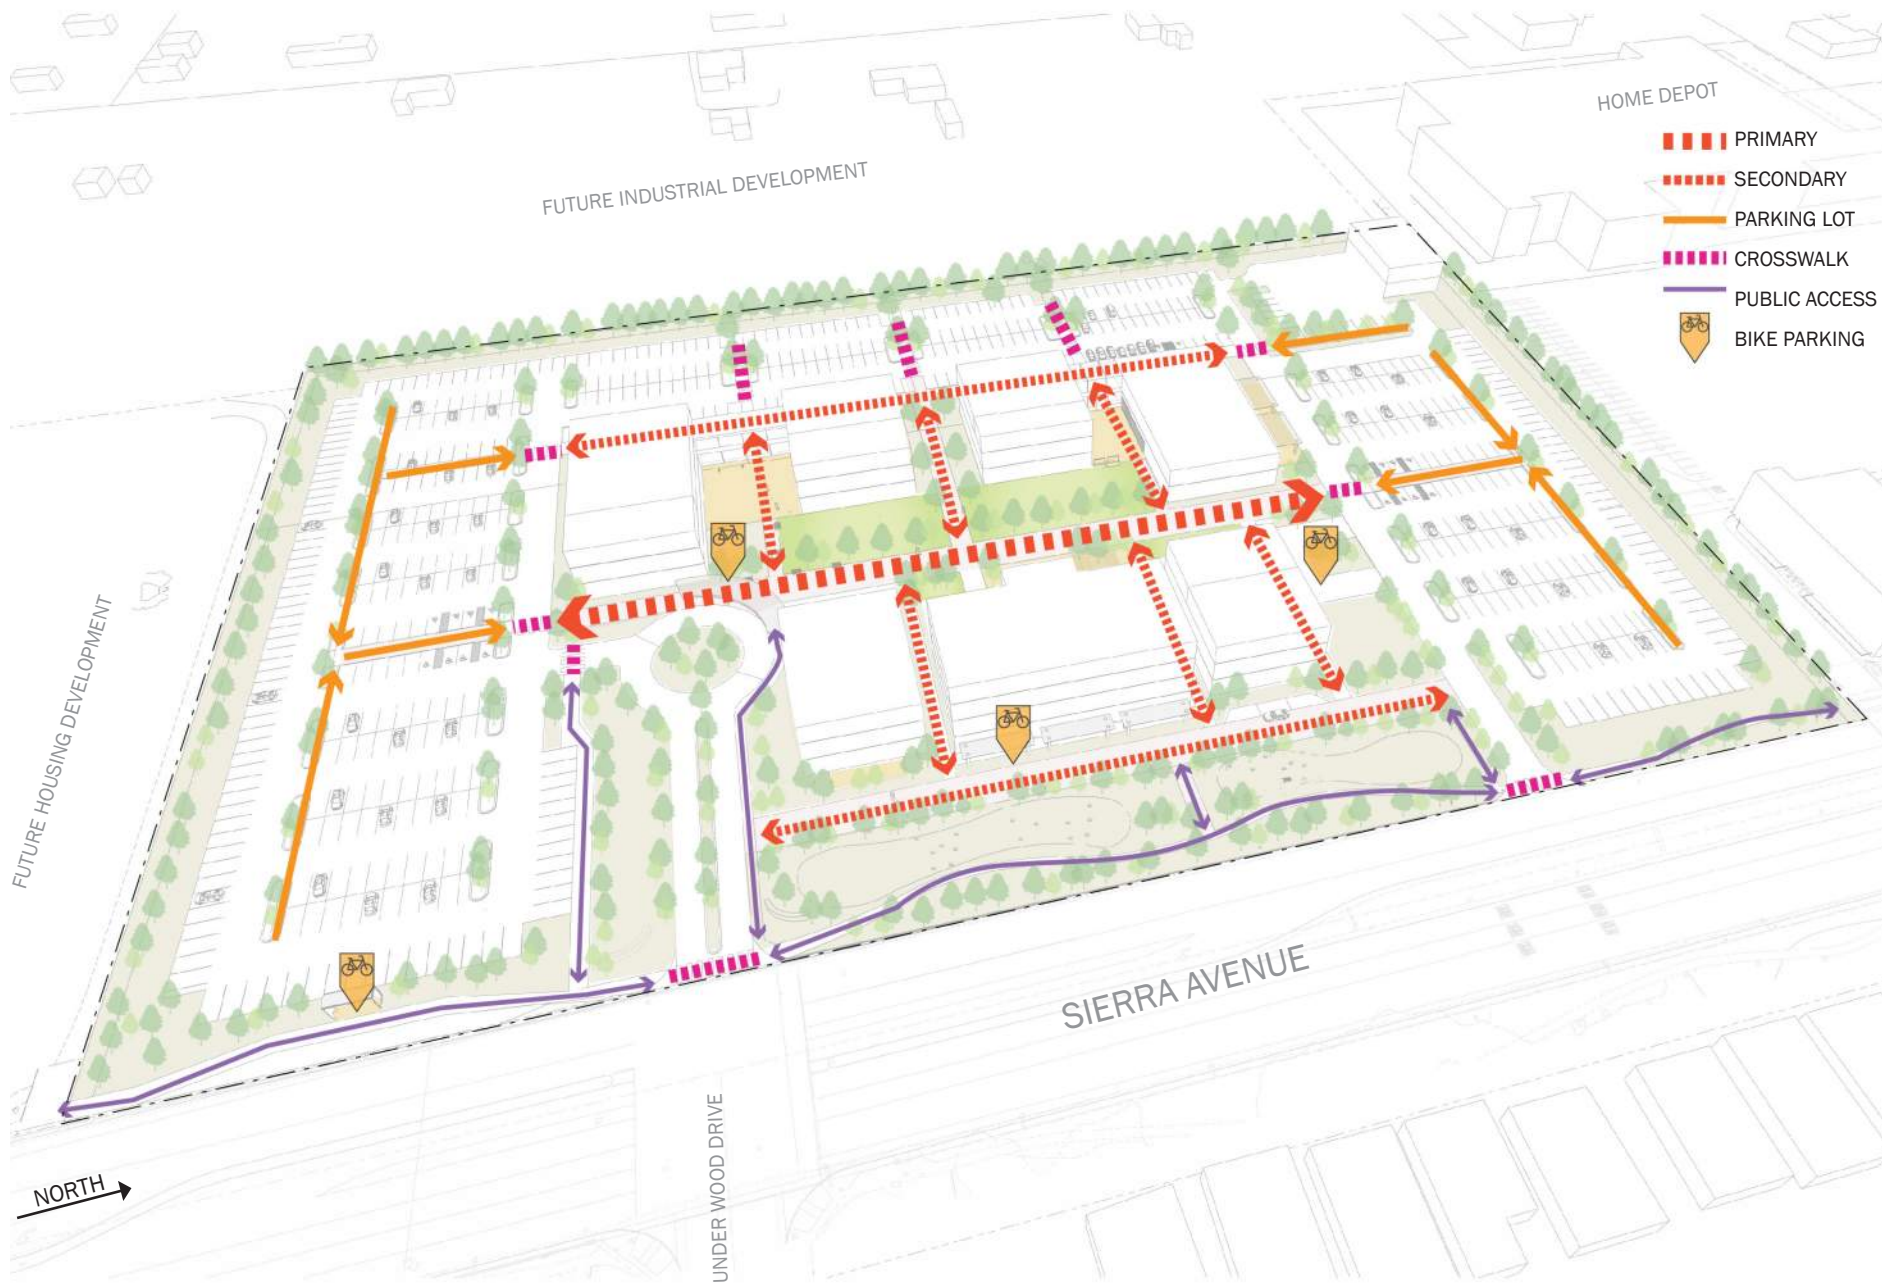 HOME DEPOT
PRIMARY
SECONDARY
PARKING LOT
CROSSWALK
PUBLIC ACCESS
BIKE PARKING
FUTURE INDUSTRIAL DEVELOPMENT
FUTURE HOUSING DEVELOPMENT
SIERRA AVENUE
UNDER WOOD DRIVE
NORTH